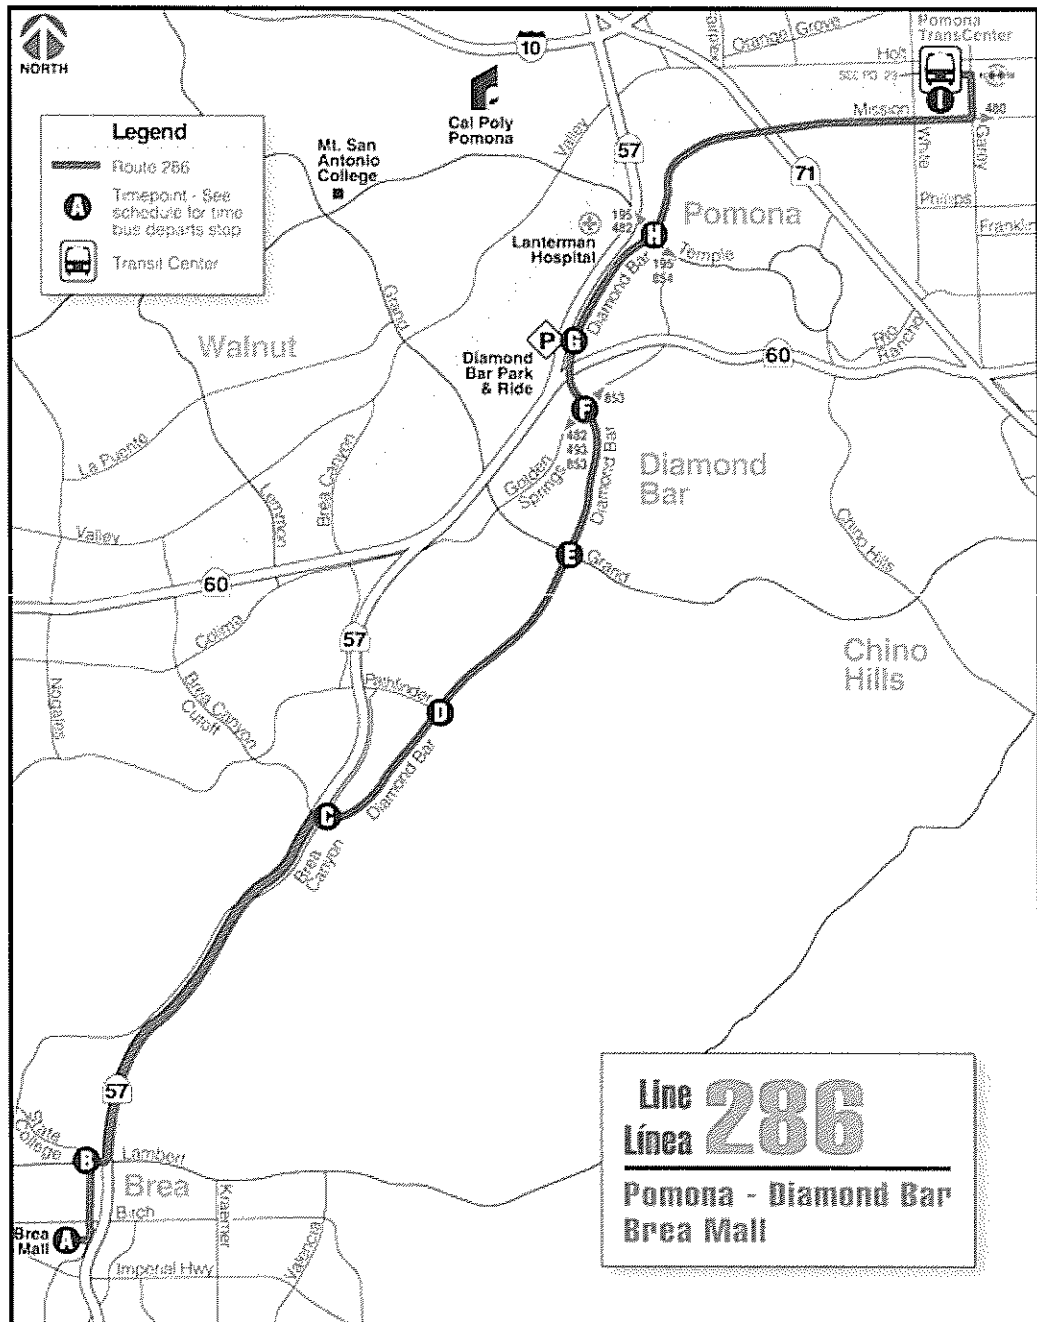 NORTH
10
Orange Grove
Pomona
TransCenter
Holt
SEE PG. 23
Legend
Route 286
A
Timepoint - See
schedule for time
bus departs stop
Transit Center
Cal Poly
Pomona
Mt. San
Antonio
College
Valley
57
Mission
I
480
White
Garey
71
Phillips
Franklin
195
482
H
Pomona
Lanterman
Hospital
Temple
195
854
Diamond Bar
Grand
Walnut
P
G
Diamond
Bar Park
& Ride
60
Rio
Rancho
853
F
482
493
853
La Puente
Golden
Springs
Diamond Bar
Diamond
Bar
Brea Canyon
Lemmon
Valley
Chino Hills
E
Grand
60
Colima
57
Chino
Hills
Nogales
Brea Canyon
Cutoff
Pathfinder
D
Diamond Bar
C
Brea
Canyon
57
State
College
B
Lambert
Brea
Birch
Kraemer
Valencia
Brea
Mall
A
Imperial Hwy
Line
Línea
286
Pomona - Diamond Bar
Brea Mall